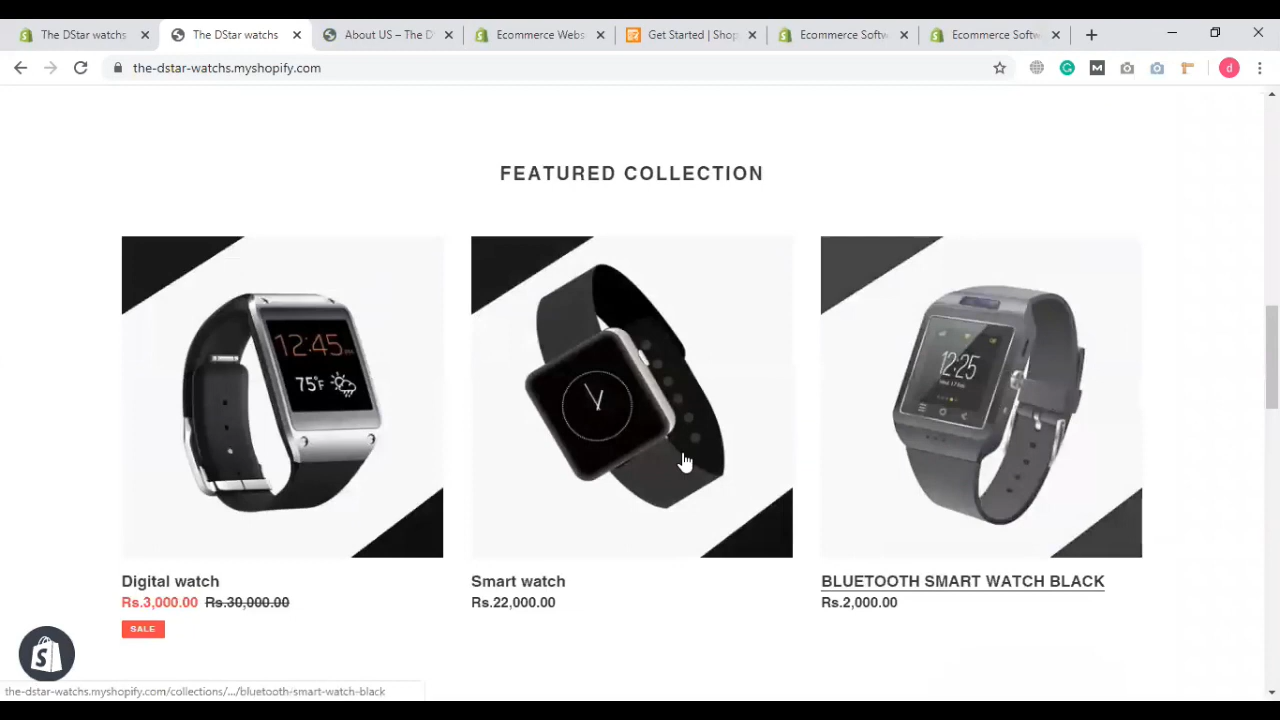 The DStar watchs
The DStar watchs
About US – The D
Ecommerce Webs
Get Started | Shop
Ecommerce Softw
Ecommerce Softw
the-dstar-watchs.myshopify.com
M
d
FEATURED COLLECTION
12:45 PM
75°F
12:25
Digital watch
Rs.3,000.00 Rs.30,000.00
SALE
Smart watch
Rs.22,000.00
BLUETOOTH SMART WATCH BLACK
Rs.2,000.00
the-dstar-watchs.myshopify.com/collections/.../bluetooth-smart-watch-black